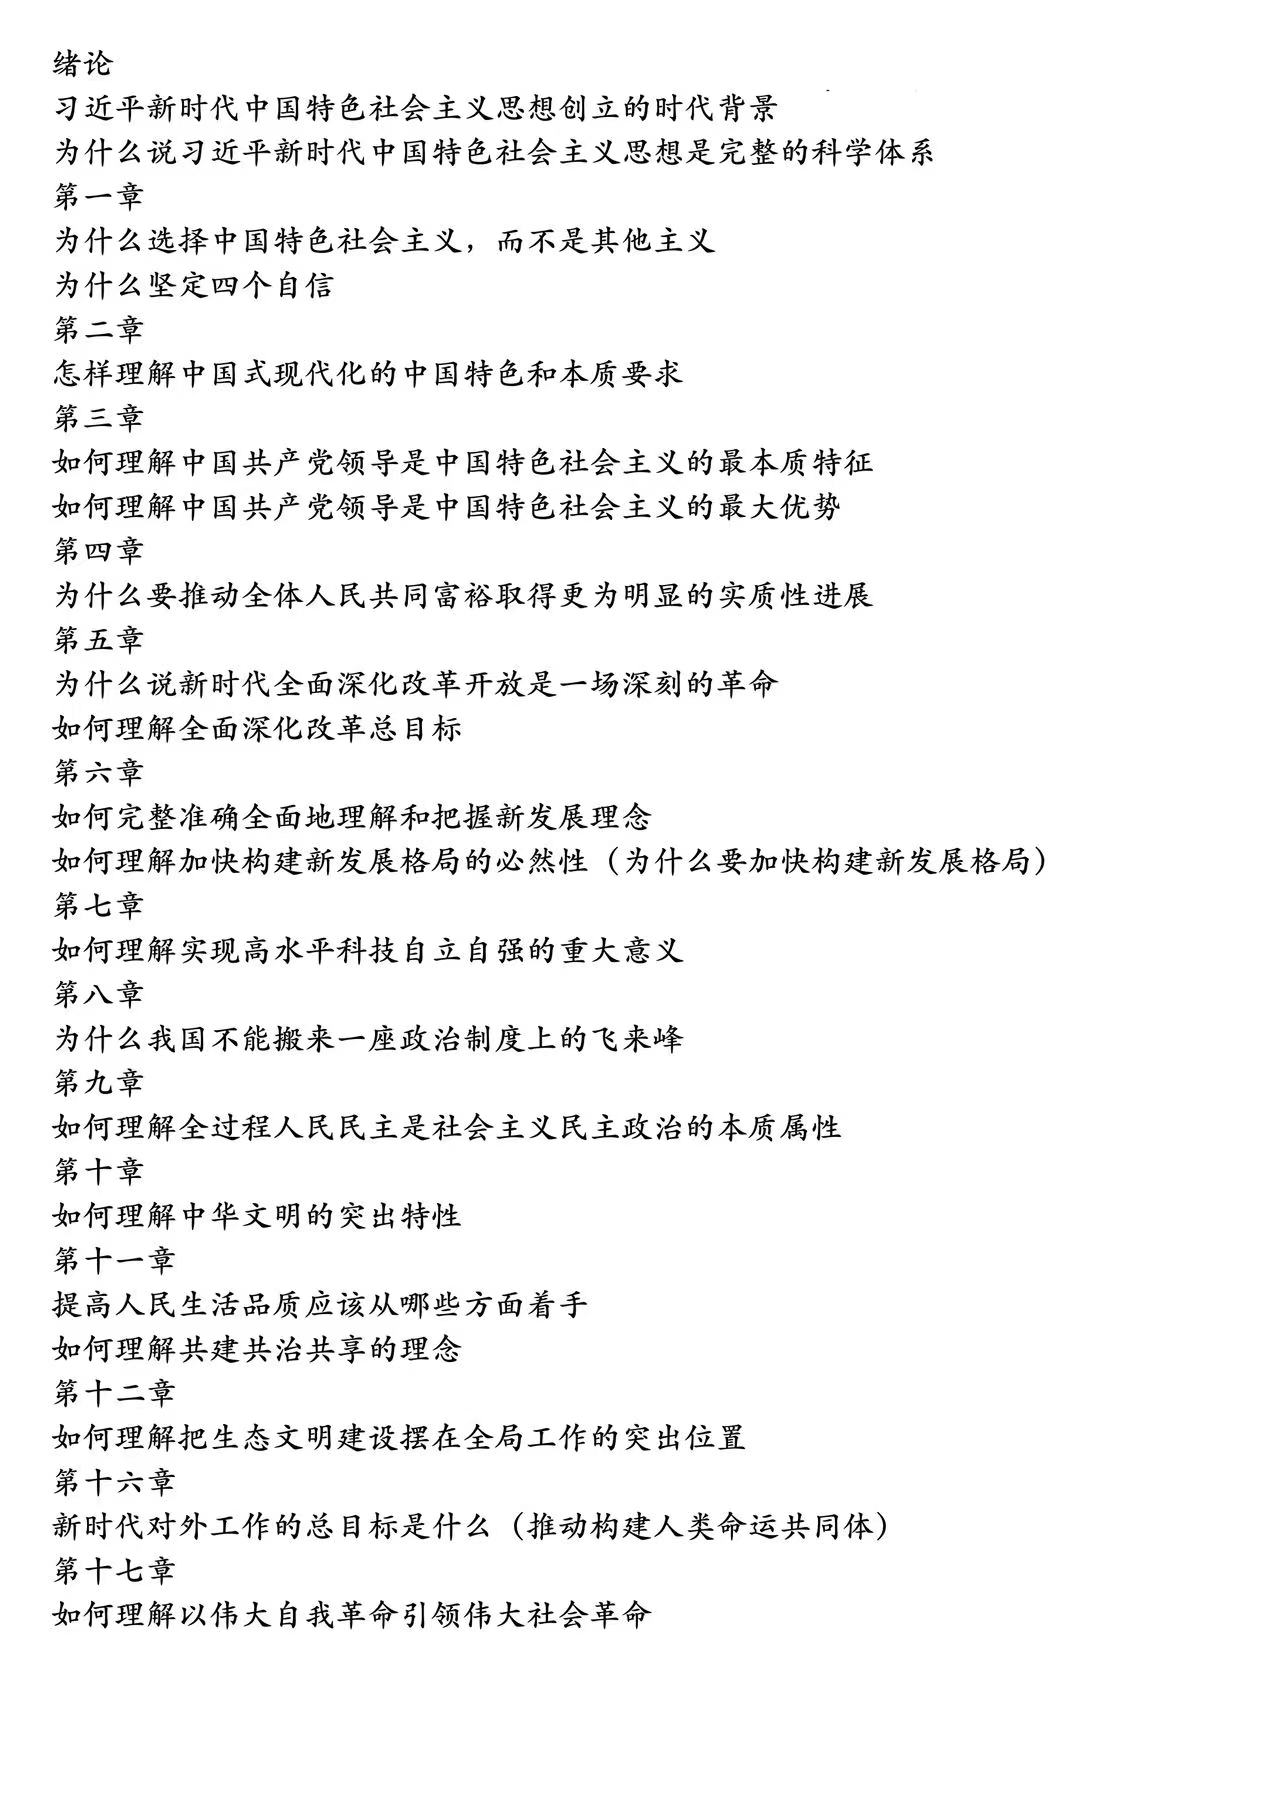 绪论
习近平新时代中国特色社会主义思想创立的时代背景
为什么说习近平新时代中国特色社会主义思想是完整的科学体系
第一章
为什么选择中国特色社会主义，而不是其他主义
为什么坚定四个自信
第二章
怎样理解中国式现代化的中国特色和本质要求
第三章
如何理解中国共产党领导是中国特色社会主义的最本质特征
如何理解中国共产党领导是中国特色社会主义的最大优势
第四章
为什么要推动全体人民共同富裕取得更为明显的实质性进展
第五章
为什么说新时代全面深化改革开放是一场深刻的革命
如何理解全面深化改革总目标
第六章
如何完整准确全面地理解和把握新发展理念
如何理解加快构建新发展格局的必然性（为什么要加快构建新发展格局）
第七章
如何理解实现高水平科技自立自强的重大意义
第八章
为什么我国不能搬来一座政治制度上的飞来峰
第九章
如何理解全过程人民民主是社会主义民主政治的本质属性
第十章
如何理解中华文明的突出特性
第十一章
提高人民生活品质应该从哪些方面着手
如何理解共建共治共享的理念
第十二章
如何理解把生态文明建设摆在全局工作的突出位置
第十六章
新时代对外工作的总目标是什么（推动构建人类命运共同体）
第十七章
如何理解以伟大自我革命引领伟大社会革命